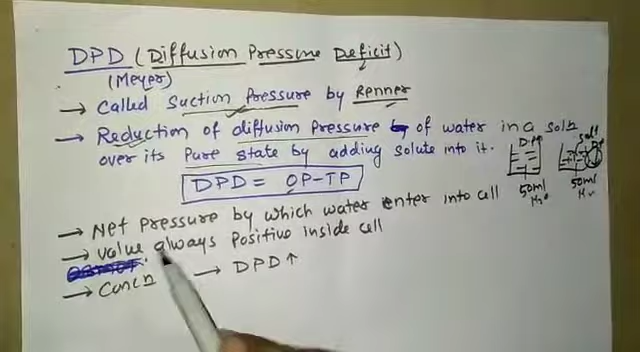 DPD (Diffusion Pressure Deficit)
(Meyer)
→ Called Suction Pressure by Renner
→ Reduction of diffusion pressure of water in a soln
over its Pure state by adding solute into it.
DPD = OP-TP
→ Net pressure by which water enter into cell
→ value always Positive inside cell
→ Concn → DPD↑
50ml
50ml